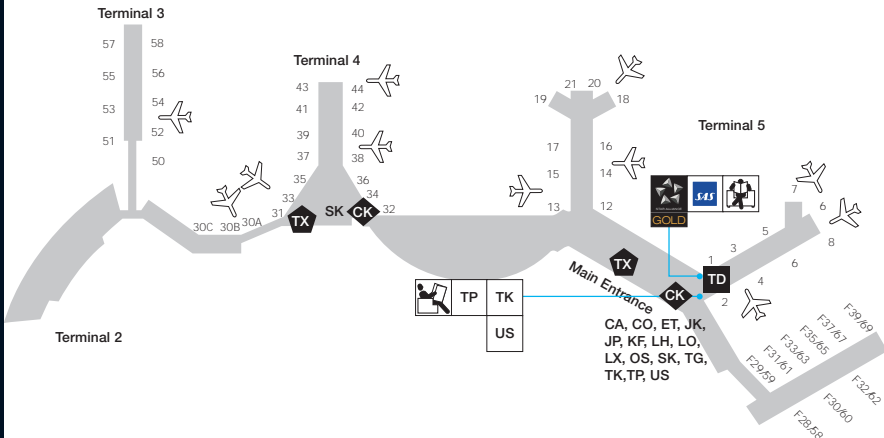 Terminal 3
57
58
55
56
54
53
52
51
50
Terminal 2
30C
30B
30A
Terminal 4
43
44
41
42
39
40
37
38
35
36
33
34
31
32
TX
SK
CK
21
20
19
18
17
16
15
14
13
12
Terminal 5
STAR ALLIANCE
GOLD
SAS
7
6
5
8
3
6
1
4
2
TD
TX
Main Entrance
CK
TP
TK
US
CA, CO, ET, JK,
JP, KF, LH, LO,
LX, OS, SK, TG,
TK,TP, US
F39/69
F37/67
F35/65
F33/63
F31/61
F29/59
F32/62
F30/60
F28/58